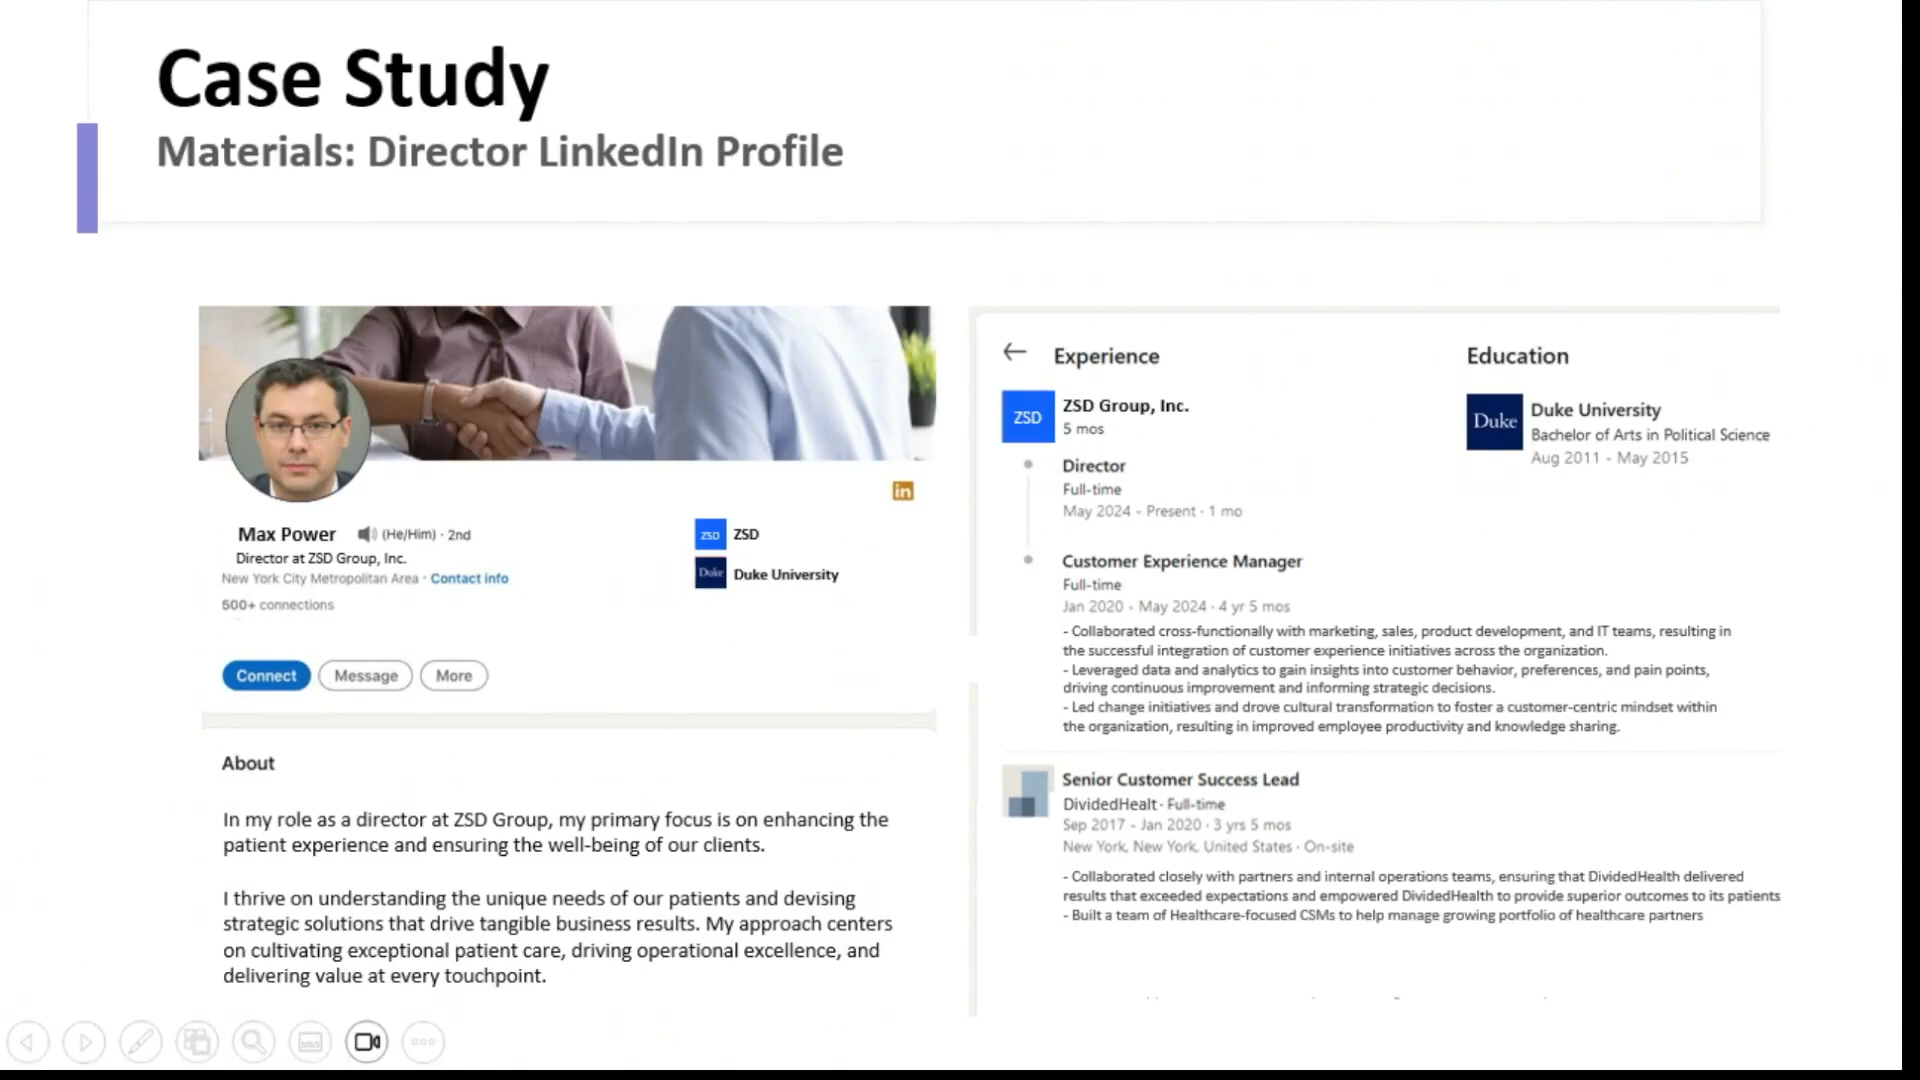 Case Study
Materials: Director LinkedIn Profile
Max Power (He/Him) · 2nd
Director at ZSD Group, Inc.
New York City Metropolitan Area · Contact info
500+ connections
in
ZSD ZSD
Duke Duke University
Connect Message More
About
In my role as a director at ZSD Group, my primary focus is on enhancing the
patient experience and ensuring the well-being of our clients.
I thrive on understanding the unique needs of our patients and devising
strategic solutions that drive tangible business results. My approach centers
on cultivating exceptional patient care, driving operational excellence, and
delivering value at every touchpoint.
Experience
ZSD
ZSD Group, Inc.
5 mos
Director
Full-time
May 2024 - Present · 1 mo
Customer Experience Manager
Full-time
Jan 2020 - May 2024 · 4 yr 5 mos
- Collaborated cross-functionally with marketing, sales, product development, and IT teams, resulting in
the successful integration of customer experience initiatives across the organization.
- Leveraged data and analytics to gain insights into customer behavior, preferences, and pain points,
driving continuous improvement and informing strategic decisions.
- Led change initiatives and drove cultural transformation to foster a customer-centric mindset within
the organization, resulting in improved employee productivity and knowledge sharing.
Senior Customer Success Lead
DividedHealt · Full-time
Sep 2017 - Jan 2020 · 3 yrs 5 mos
New York, New York, United States · On-site
- Collaborated closely with partners and internal operations teams, ensuring that DividedHealth delivered
results that exceeded expectations and empowered DividedHealth to provide superior outcomes to its patients
- Built a team of Healthcare-focused CSMs to help manage growing portfolio of healthcare partners
Education
Duke
Duke University
Bachelor of Arts in Political Science
Aug 2011 - May 2015